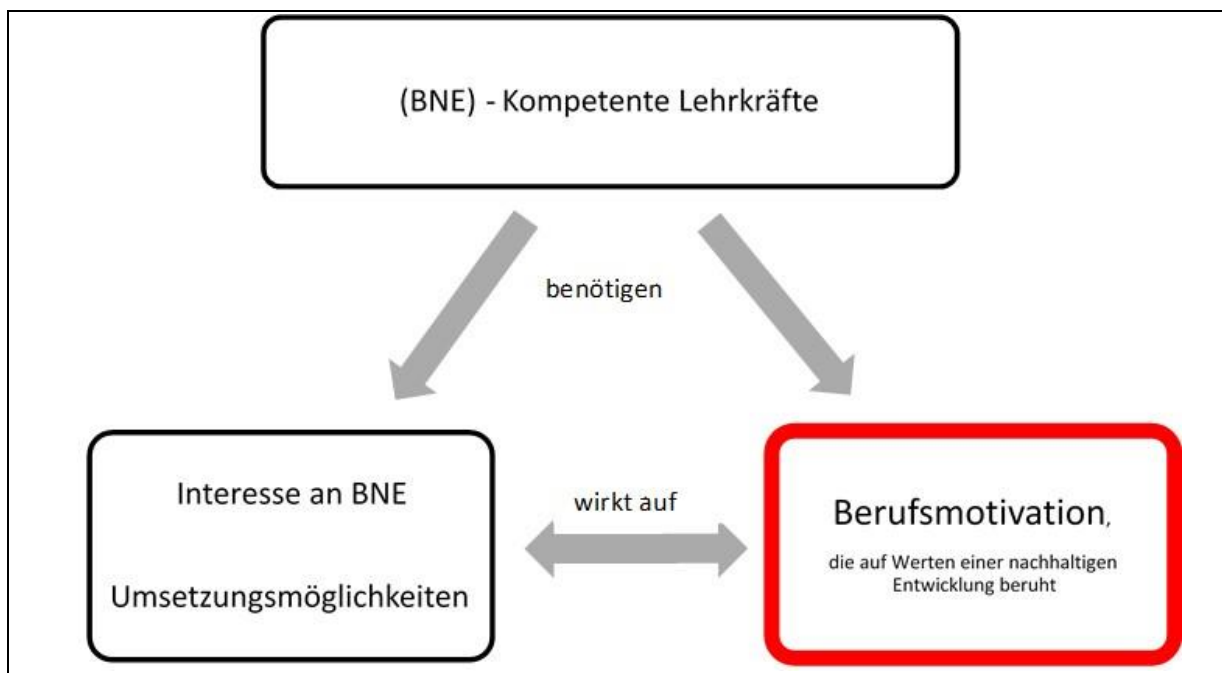 (BNE) - Kompetente Lehrkräfte
benötigen
Interesse an BNE
Umsetzungsmöglichkeiten
wirkt auf
Berufsmotivation,
die auf Werten einer nachhaltigen
Entwicklung beruht